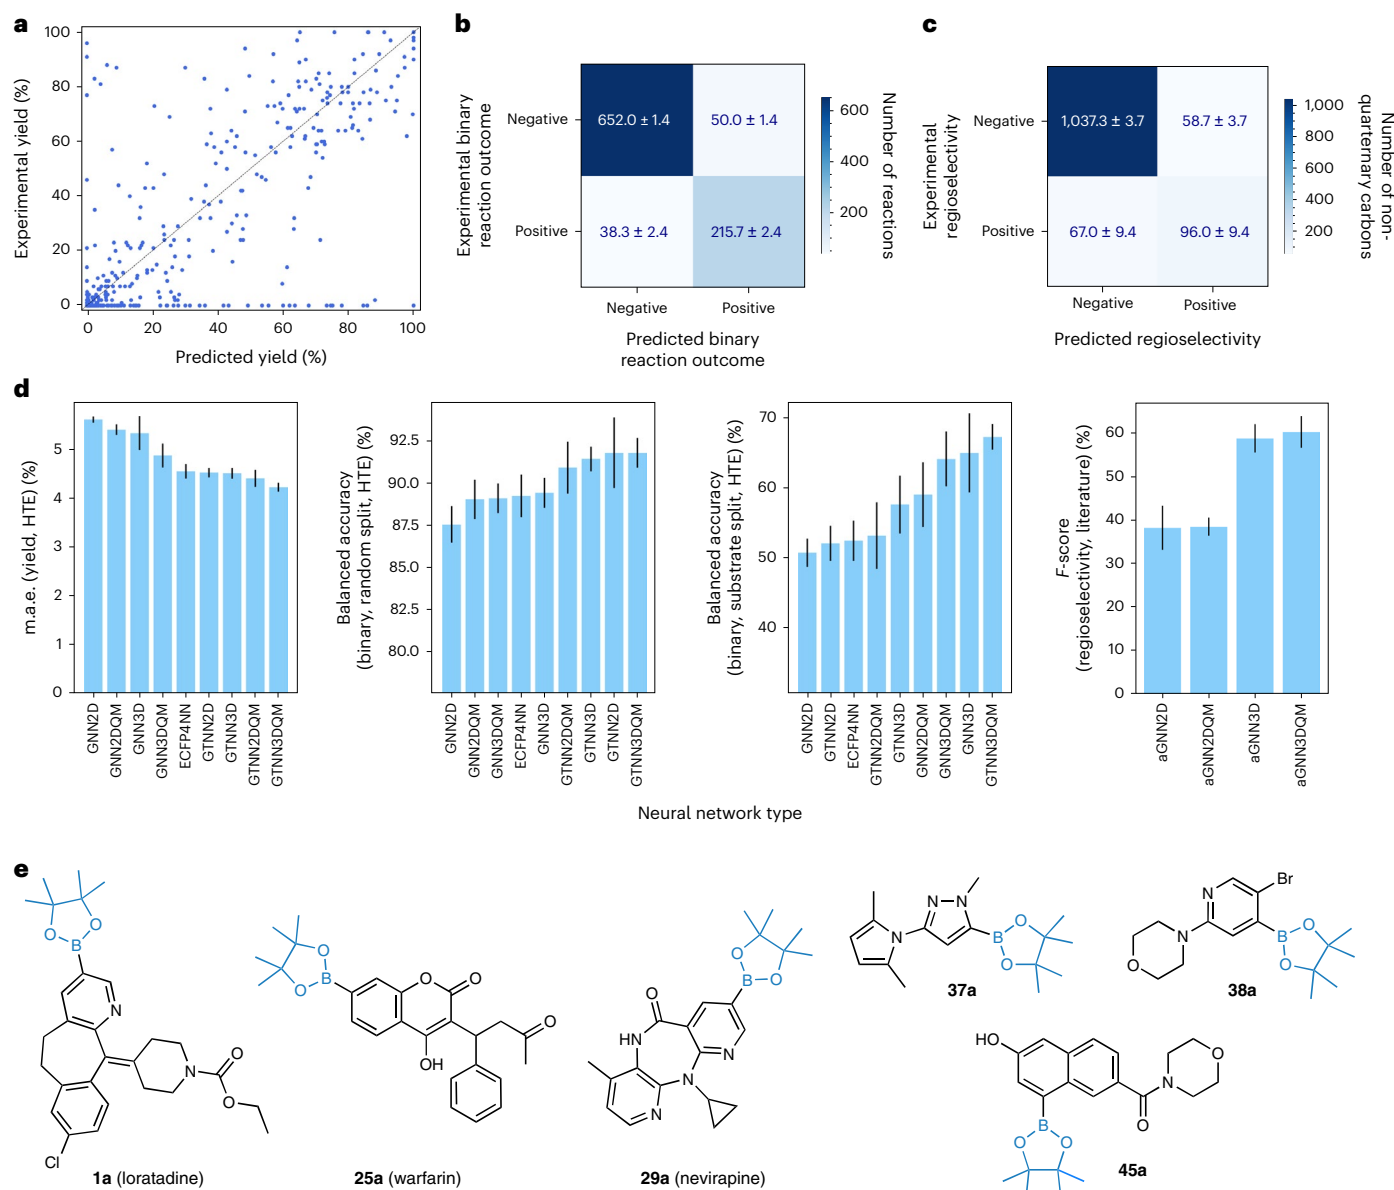 a
Experimental yield (%)
100
80
60
40
20
0
0 20 40 60 80 100
Predicted yield (%)
b
Experimental binary
reaction outcome
Negative
Positive
652.0 ± 1.4
50.0 ± 1.4
38.3 ± 2.4
215.7 ± 2.4
Negative
Positive
Predicted binary
reaction outcome
600
400
200
Number of reactions
c
Experimental
regioselectivity
Negative
Positive
1,037.3 ± 3.7
58.7 ± 3.7
67.0 ± 9.4
96.0 ± 9.4
Negative
Positive
Predicted regioselectivity
1,000
800
600
400
200
Number of non-
quarternary carbons
d
m.a.e. (yield, HTE) (%)
5
4
3
2
1
0
GNN2D
GNN2DQM
GNN3D
GNN3DQM
ECFP4NN
GTNN2D
GTNN3D
GTNN2DQM
GTNN3DQM
Balanced accuracy
(binary, random split, HTE) (%)
92.5
90.0
87.5
85.0
82.5
80.0
GNN2D
GNN2DQM
GNN3DQM
ECFP4NN
GNN3D
GTNN2DQM
GTNN3D
GTNN2D
GTNN3DQM
Balanced accuracy
(binary, substrate split, HTE) (%)
70
60
50
40
GNN2D
GTNN2D
ECFP4NN
GTNN2DQM
GTNN3D
GNN2DQM
GNN3DQM
GNN3D
GTNN3DQM
F-score
(regioselectivity, literature) (%)
60
50
40
30
20
10
0
aGNN2D
aGNN2DQM
aGNN3D
aGNN3DQM
Neural network type
e
O
B
O
N
N
O
O
Cl
1a (loratadine)
O
B
O
O
O
O
OH
25a (warfarin)
O
B
O
O
HN
N
N
N
29a (nevirapine)
N
N
N
O
B
O
37a
N
Br
N
O
O
B
O
38a
HO
O
N
O
B
O
O
45a